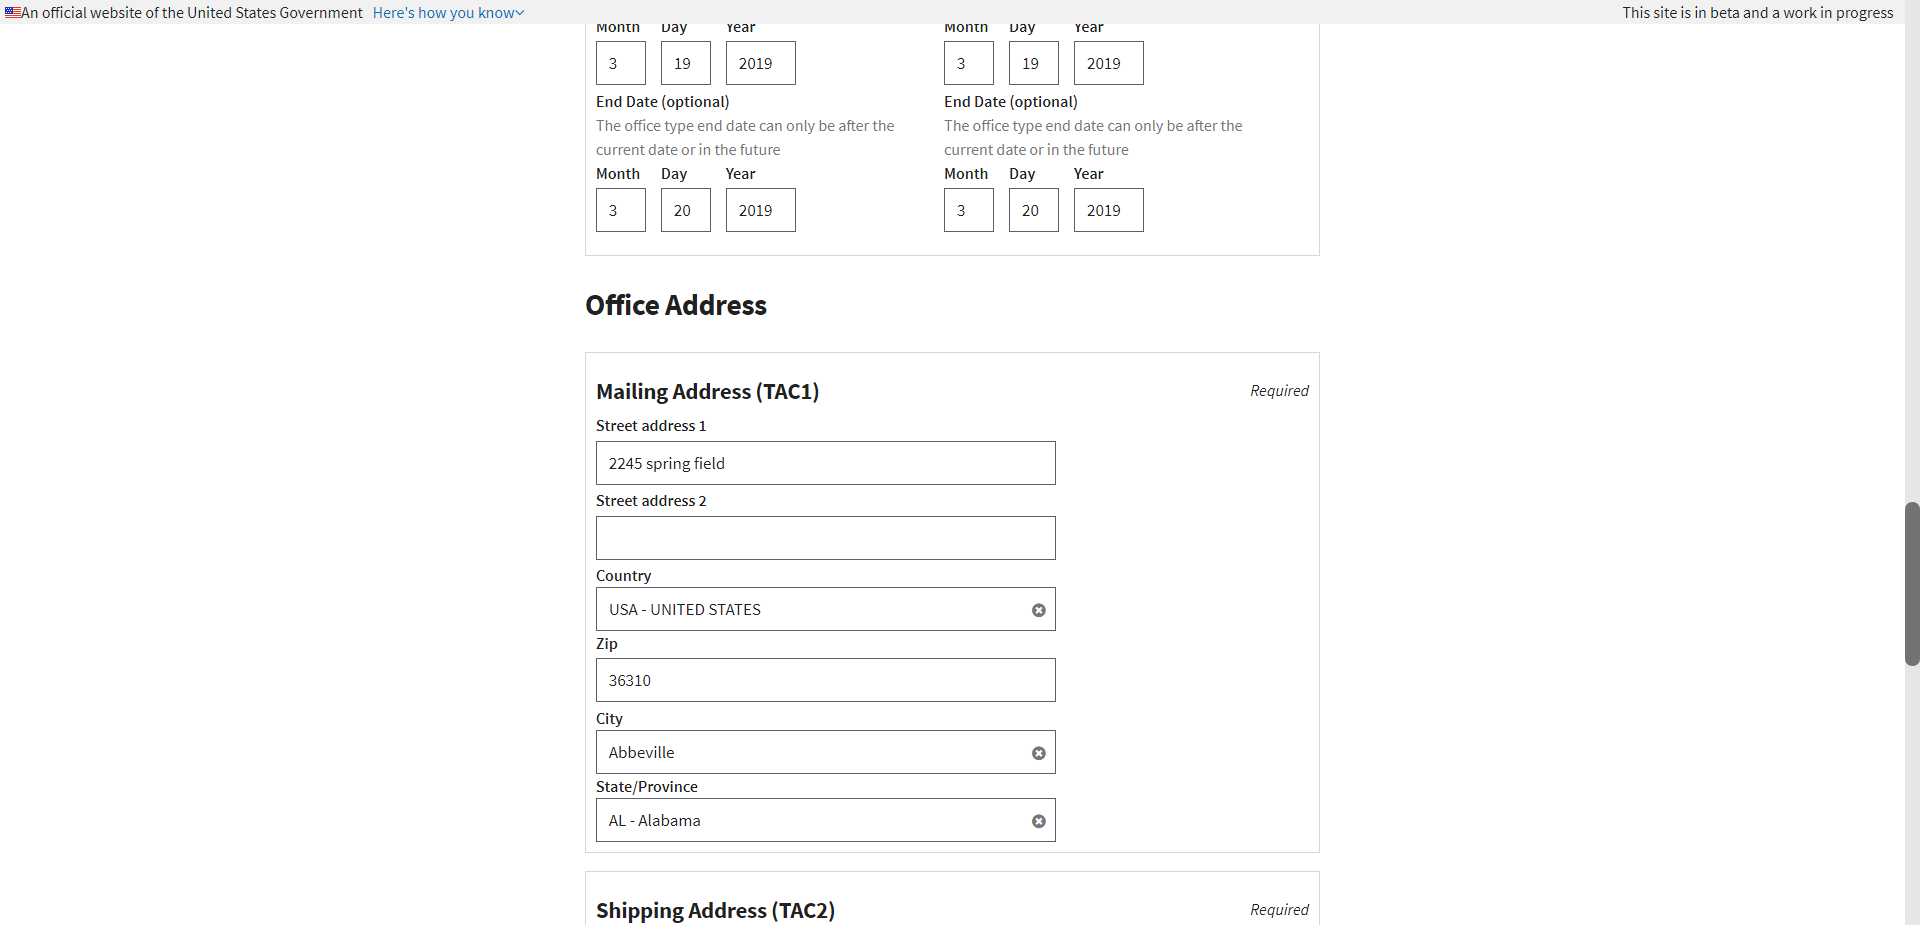 An official website of the United States Government Here's how you know
This site is in beta and a work in progress
Month Day Year
3 19 2019
End Date (optional)
The office type end date can only be after the
current date or in the future
Month Day Year
3 20 2019
Month Day Year
3 19 2019
End Date (optional)
The office type end date can only be after the
current date or in the future
Month Day Year
3 20 2019
Office Address
Mailing Address (TAC1)
Required
Street address 1
2245 spring field
Street address 2
Country
USA - UNITED STATES
Zip
36310
City
Abbeville
State/Province
AL - Alabama
Shipping Address (TAC2)
Required